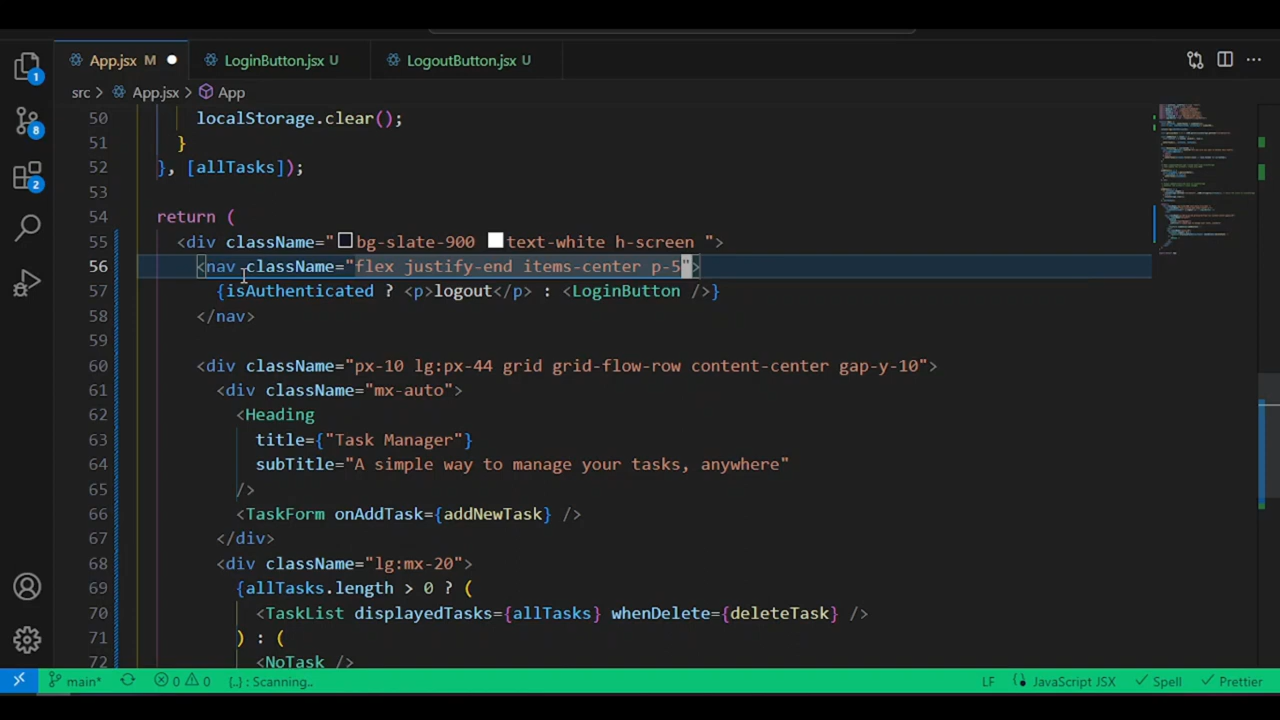 App.jsx M
LoginButton.jsx U
LogoutButton.jsx U
1
src > App.jsx > App
8
2
50 localStorage.clear();
51 }
52 }, [allTasks]);
53
54 return (
55 <div className=" bg-slate-900 text-white h-screen ">
56 <nav className="flex justify-end items-center p-5">
57 {isAuthenticated ? <p>logout</p> : <LoginButton />}
58 </nav>
59
60 <div className="px-10 lg:px-44 grid grid-flow-row content-center gap-y-10">
61 <div className="mx-auto">
62 <Heading
63 title={"Task Manager"}
64 subTitle="A simple way to manage your tasks, anywhere"
65 />
66 <TaskForm onAddTask={addNewTask} />
67 </div>
68 <div className="lg:mx-20">
69 {allTasks.length > 0 ? (
70 <TaskList displayedTasks={allTasks} whenDelete={deleteTask} />
71 ) : (
72 <NoTask />
main* 0 0 {..} : Scanning.. LF JavaScript JSX Spell Prettier